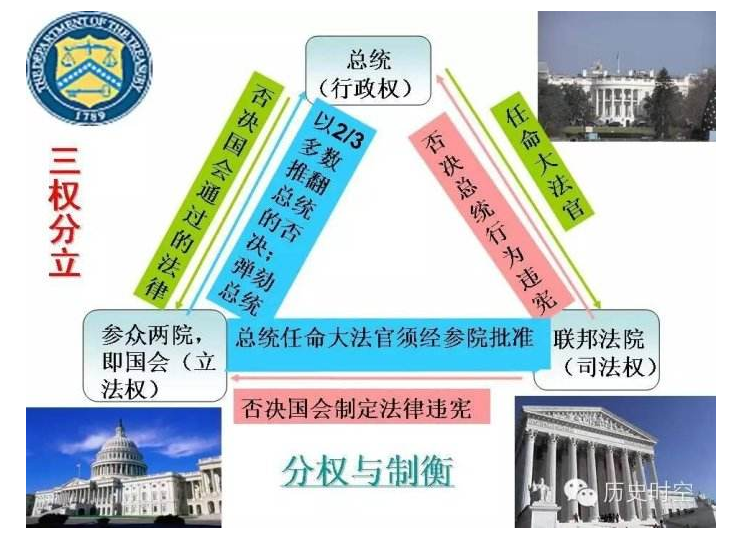 THE DEPARTMENT OF THE TREASURY
1789
三权分立
总统
（行政权）
否决国会通过的法律
以2/3
多数
推翻
总统
的否
决；
弹劾
总统
否决总统行为违宪
任命大法官
参众两院，
即国会（立
法权）
总统任命大法官须经参院批准
联邦法院
（司法权）
否决国会制定法律违宪
分权与制衡
历史时空